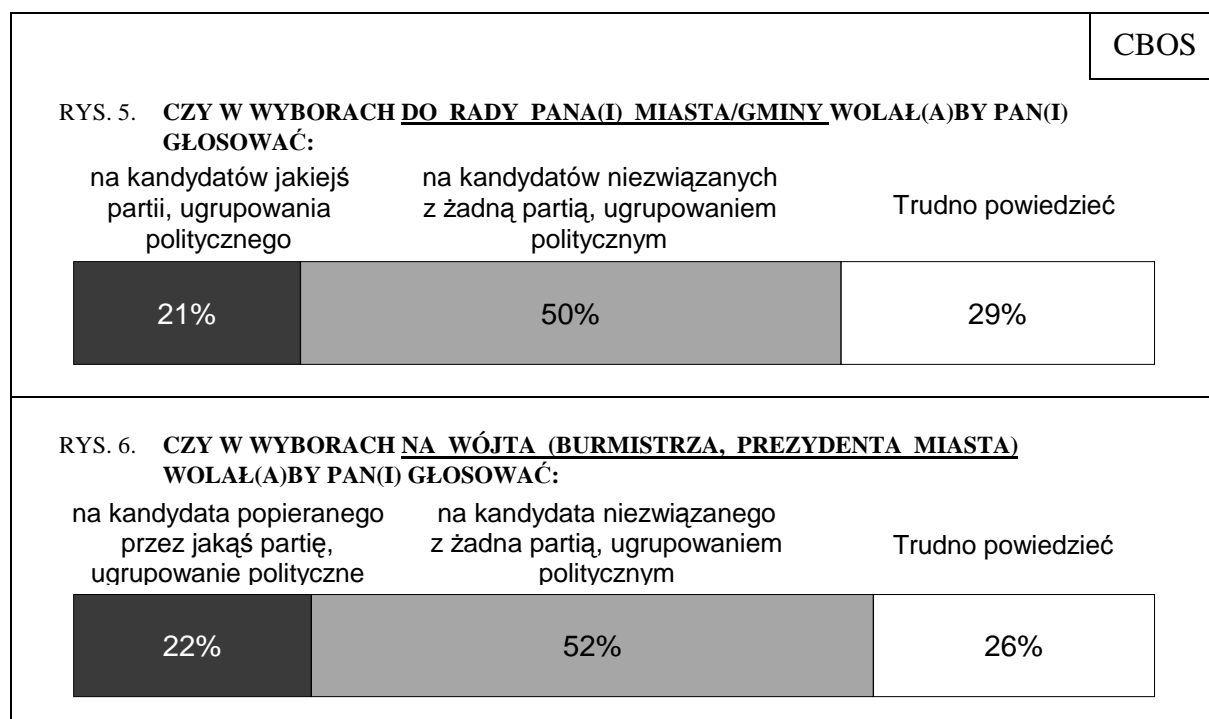 CBOS
RYS. 5. CZY W WYBORACH DO RADY PANA(I) MIASTA/GMINY WOLAŁ(A)BY PAN(I)
GŁOSOWAĆ:
na kandydatów jakiejś
partii, ugrupowania
politycznego
na kandydatów niezwiązanych
z żadną partią, ugrupowaniem
politycznym
Trudno powiedzieć
21%
50%
29%
RYS. 6. CZY W WYBORACH NA WÓJTA (BURMISTRZA, PREZYDENTA MIASTA)
WOLAŁ(A)BY PAN(I) GŁOSOWAĆ:
na kandydata popieranego
przez jakąś partię,
ugrupowanie polityczne
na kandydata niezwiązanego
z żadna partią, ugrupowaniem
politycznym
Trudno powiedzieć
22%
52%
26%